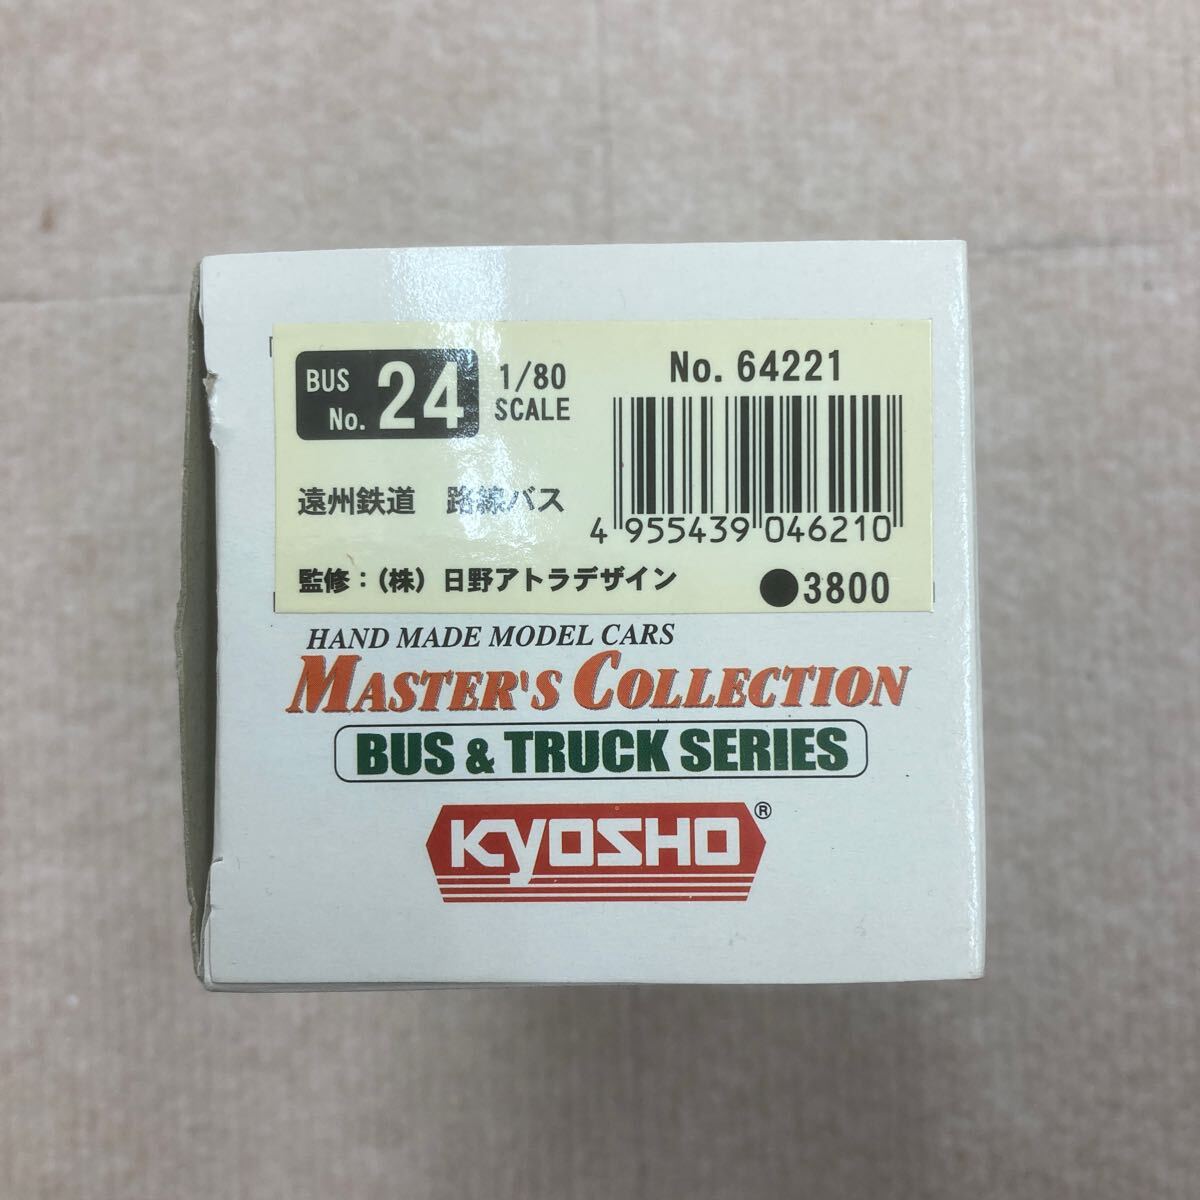 BUS No. 24
1/80
SCALE
No. 64221
4 955439 046210
遠州鉄道 路線バス
監修：（株）日野アトラデザイン
●3800
HAND MADE MODEL CARS
MASTER'S COLLECTION
BUS & TRUCK SERIES
KYOSHO®